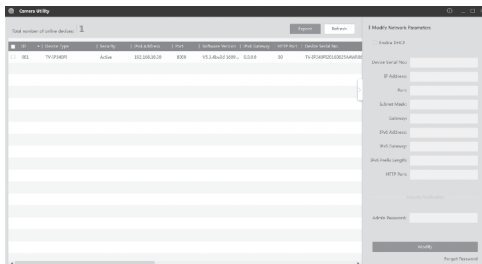 Camera Utility
Total number of online devices: 1
Export
Refresh
ID | Device Type | Security | IPv4 Address | Port | Software Version | IPv4 Gateway | HTTP Port | Device Serial No.
001 Active 8000 0.0.0.0 80
Modify Network Parameters
Enable DHCP
Device Serial No.:
IP Address:
Port:
Subnet Mask:
Gateway:
IPv6 Address:
IPv6 Gateway:
IPv6 Prefix Length:
HTTP Port:
Admin Password:
Modify
Forgot Password